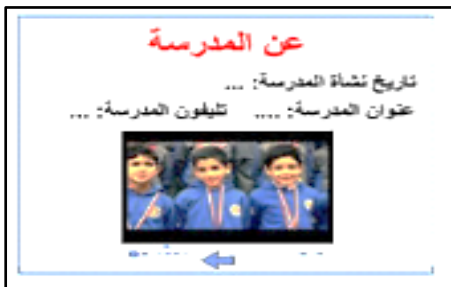 عن المدرسة
تاريخ نشأة المدرسة: ...
عنوان المدرسة: .... تليفون المدرسة: ...